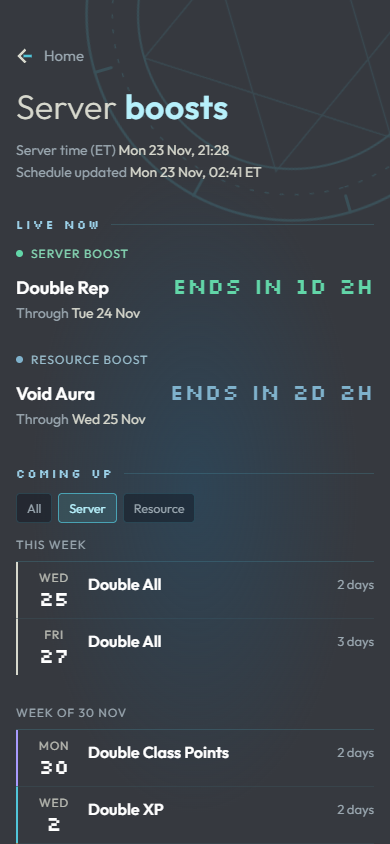 Home
Server boosts
Server time (ET) Mon 23 Nov, 21:28
Schedule updated Mon 23 Nov, 02:41 ET
LIVE NOW
SERVER BOOST
Double Rep ENDS IN 1D 2H
Through Tue 24 Nov
RESOURCE BOOST
Void Aura ENDS IN 2D 2H
Through Wed 25 Nov
COMING UP
All Server Resource
THIS WEEK
WED
25 Double All 2 days
FRI
27 Double All 3 days
WEEK OF 30 NOV
MON
30 Double Class Points 2 days
WED
2 Double XP 2 days